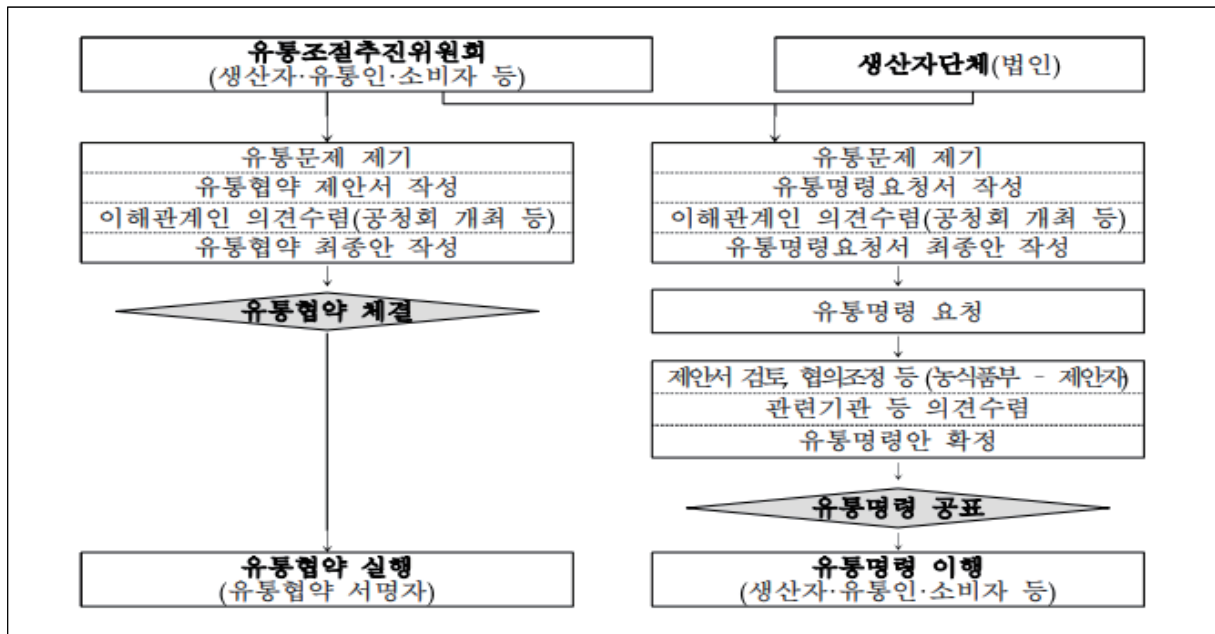 유통조절추진위원회
(생산자·유통인·소비자 등)
생산자단체(법인)
유통문제 제기
유통협약 제안서 작성
이해관계인 의견수렴(공청회 개최 등)
유통협약 최종안 작성
유통협약 체결
유통협약 실행
(유통협약 서명자)
유통문제 제기
유통명령요청서 작성
이해관계인 의견수렴(공청회 개최 등)
유통명령요청서 최종안 작성
유통명령 요청
제안서 검토, 협의조정 등 (농식품부 - 제안자)
관련기관 등 의견수렴
유통명령안 확정
유통명령 공표
유통명령 이행
(생산자·유통인·소비자 등)